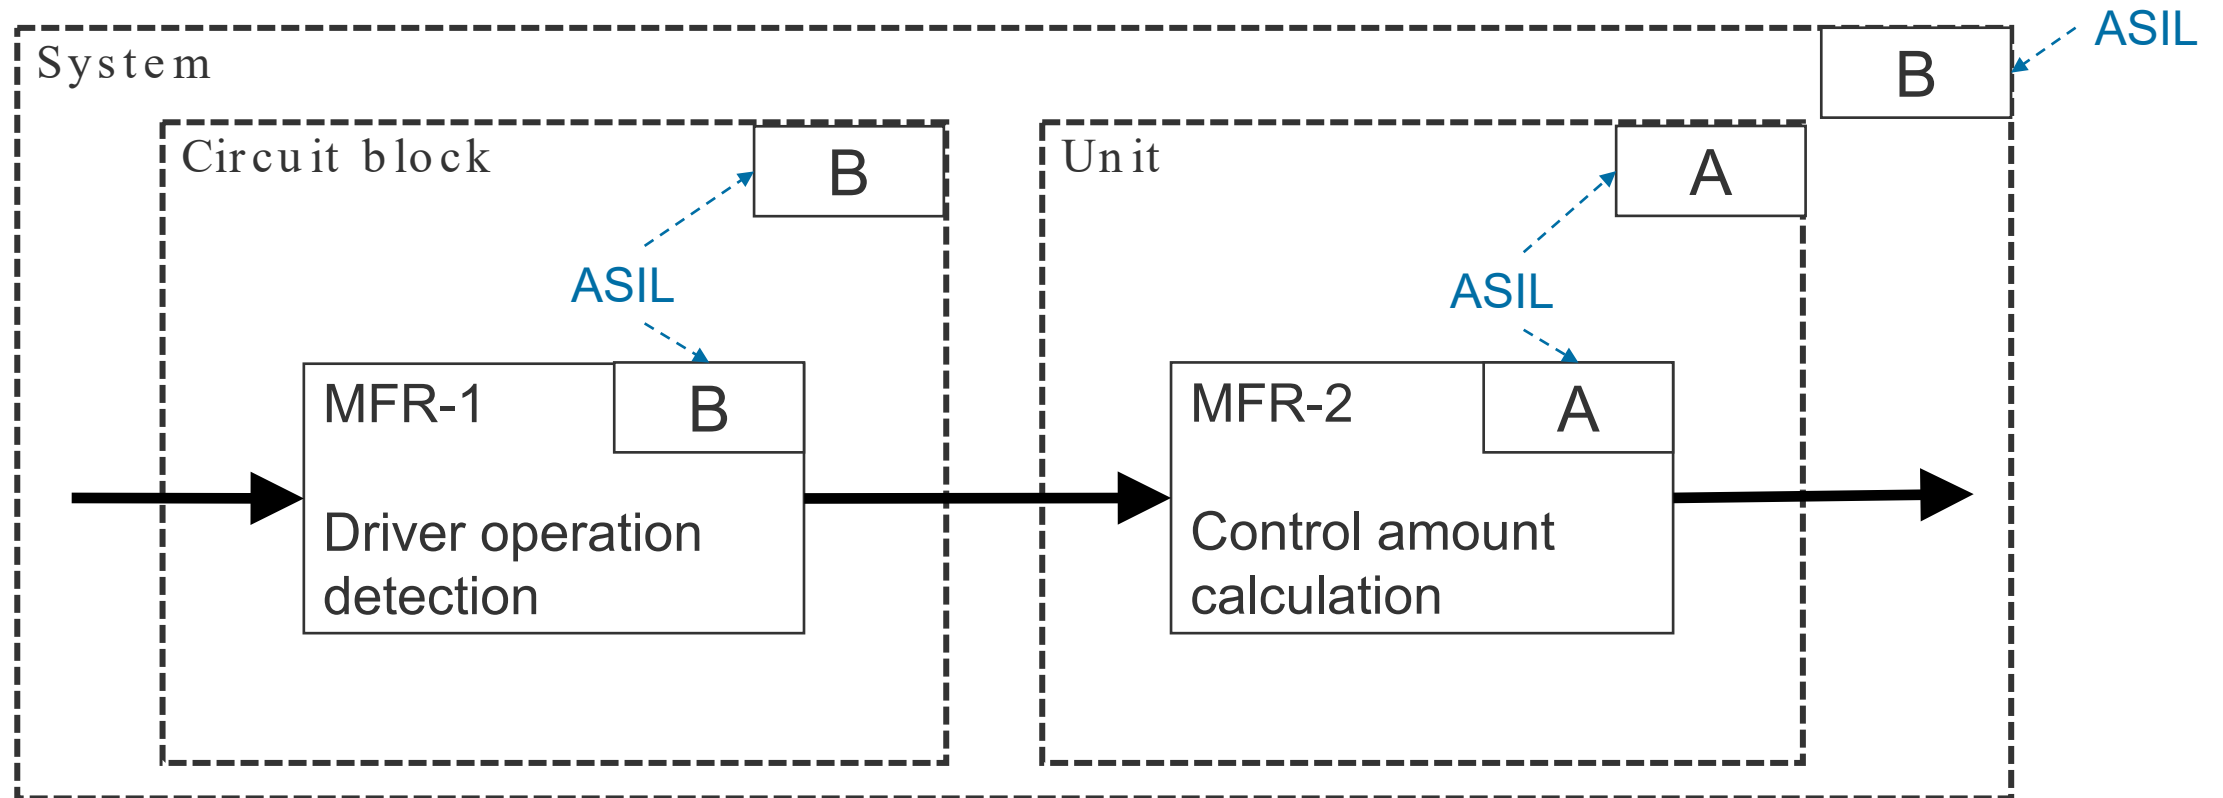 ASIL
System
B
Circuit block
B
Unit
A
ASIL
ASIL
MFR-1
B
Driver operation
detection
MFR-2
A
Control amount
calculation